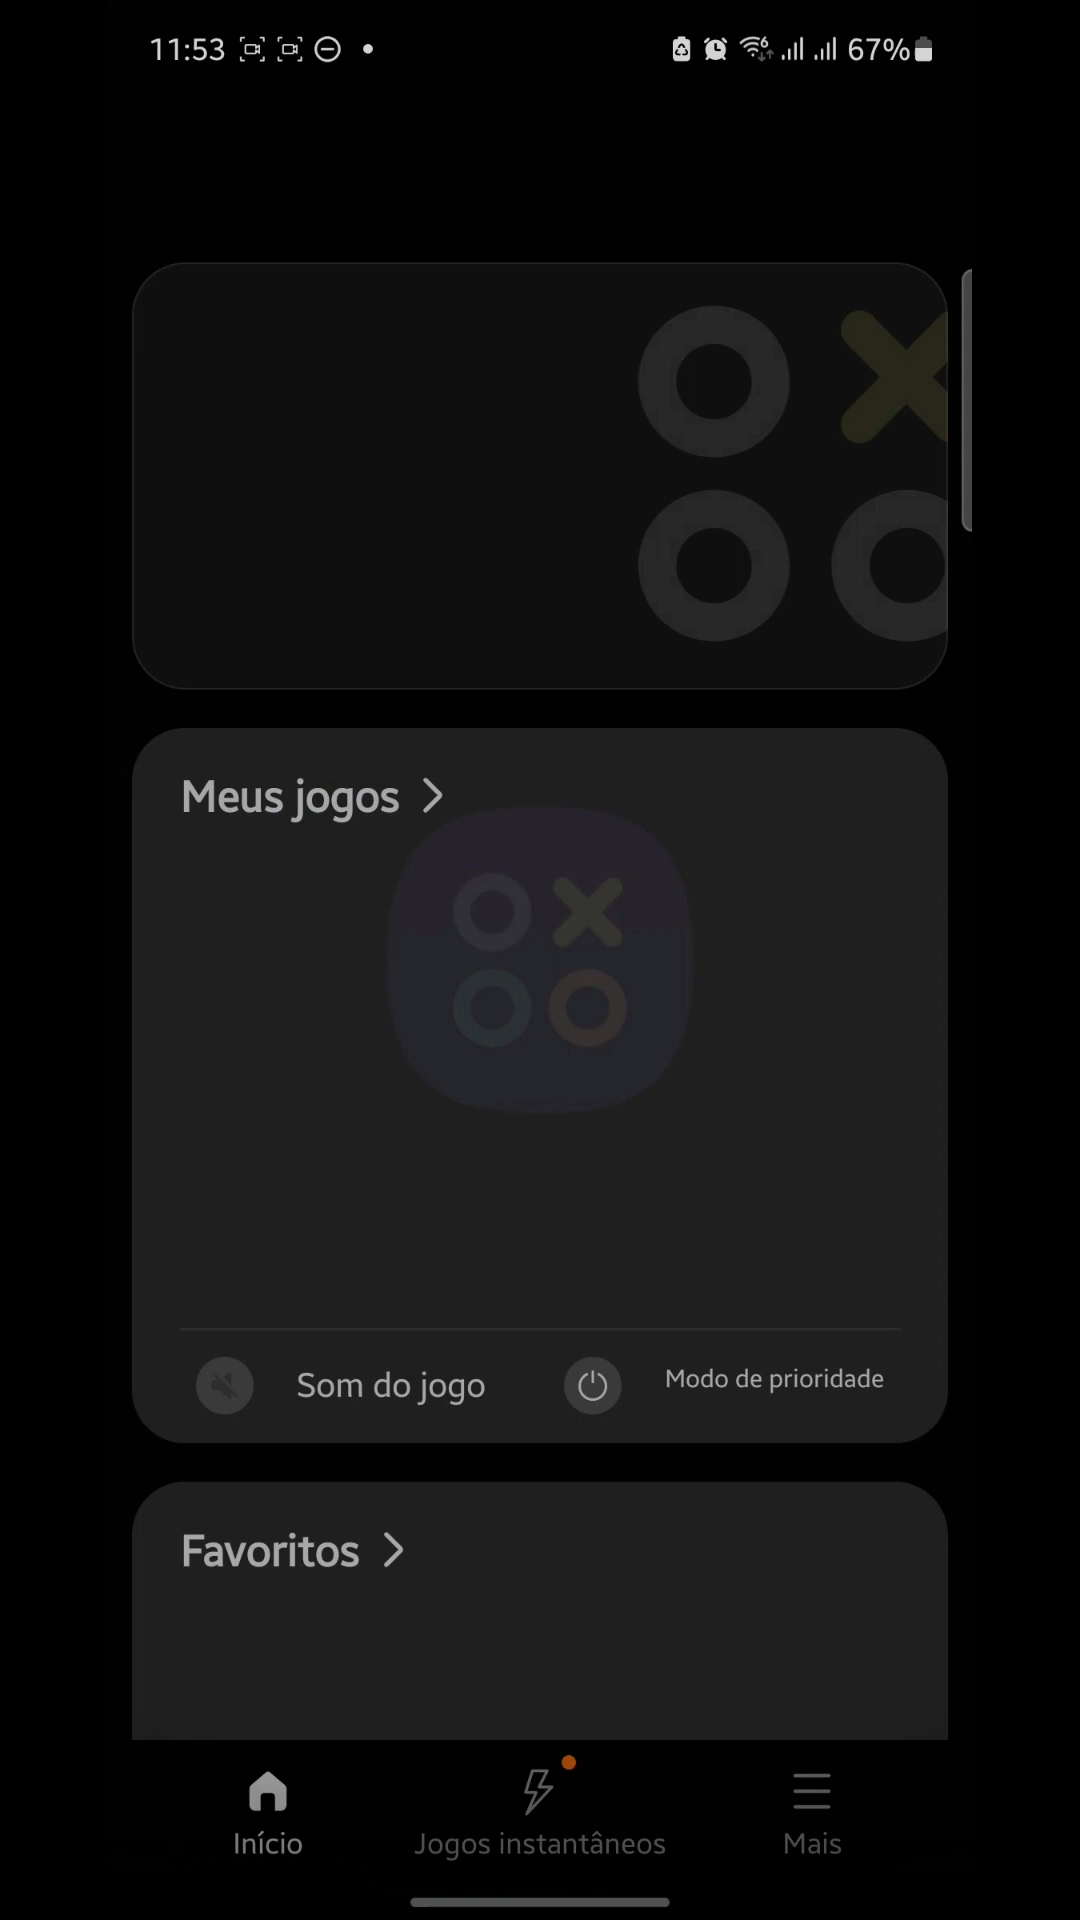 11:53
67%
Meus jogos
Som do jogo
Modo de prioridade
Favoritos
Início
Jogos instantâneos
Mais